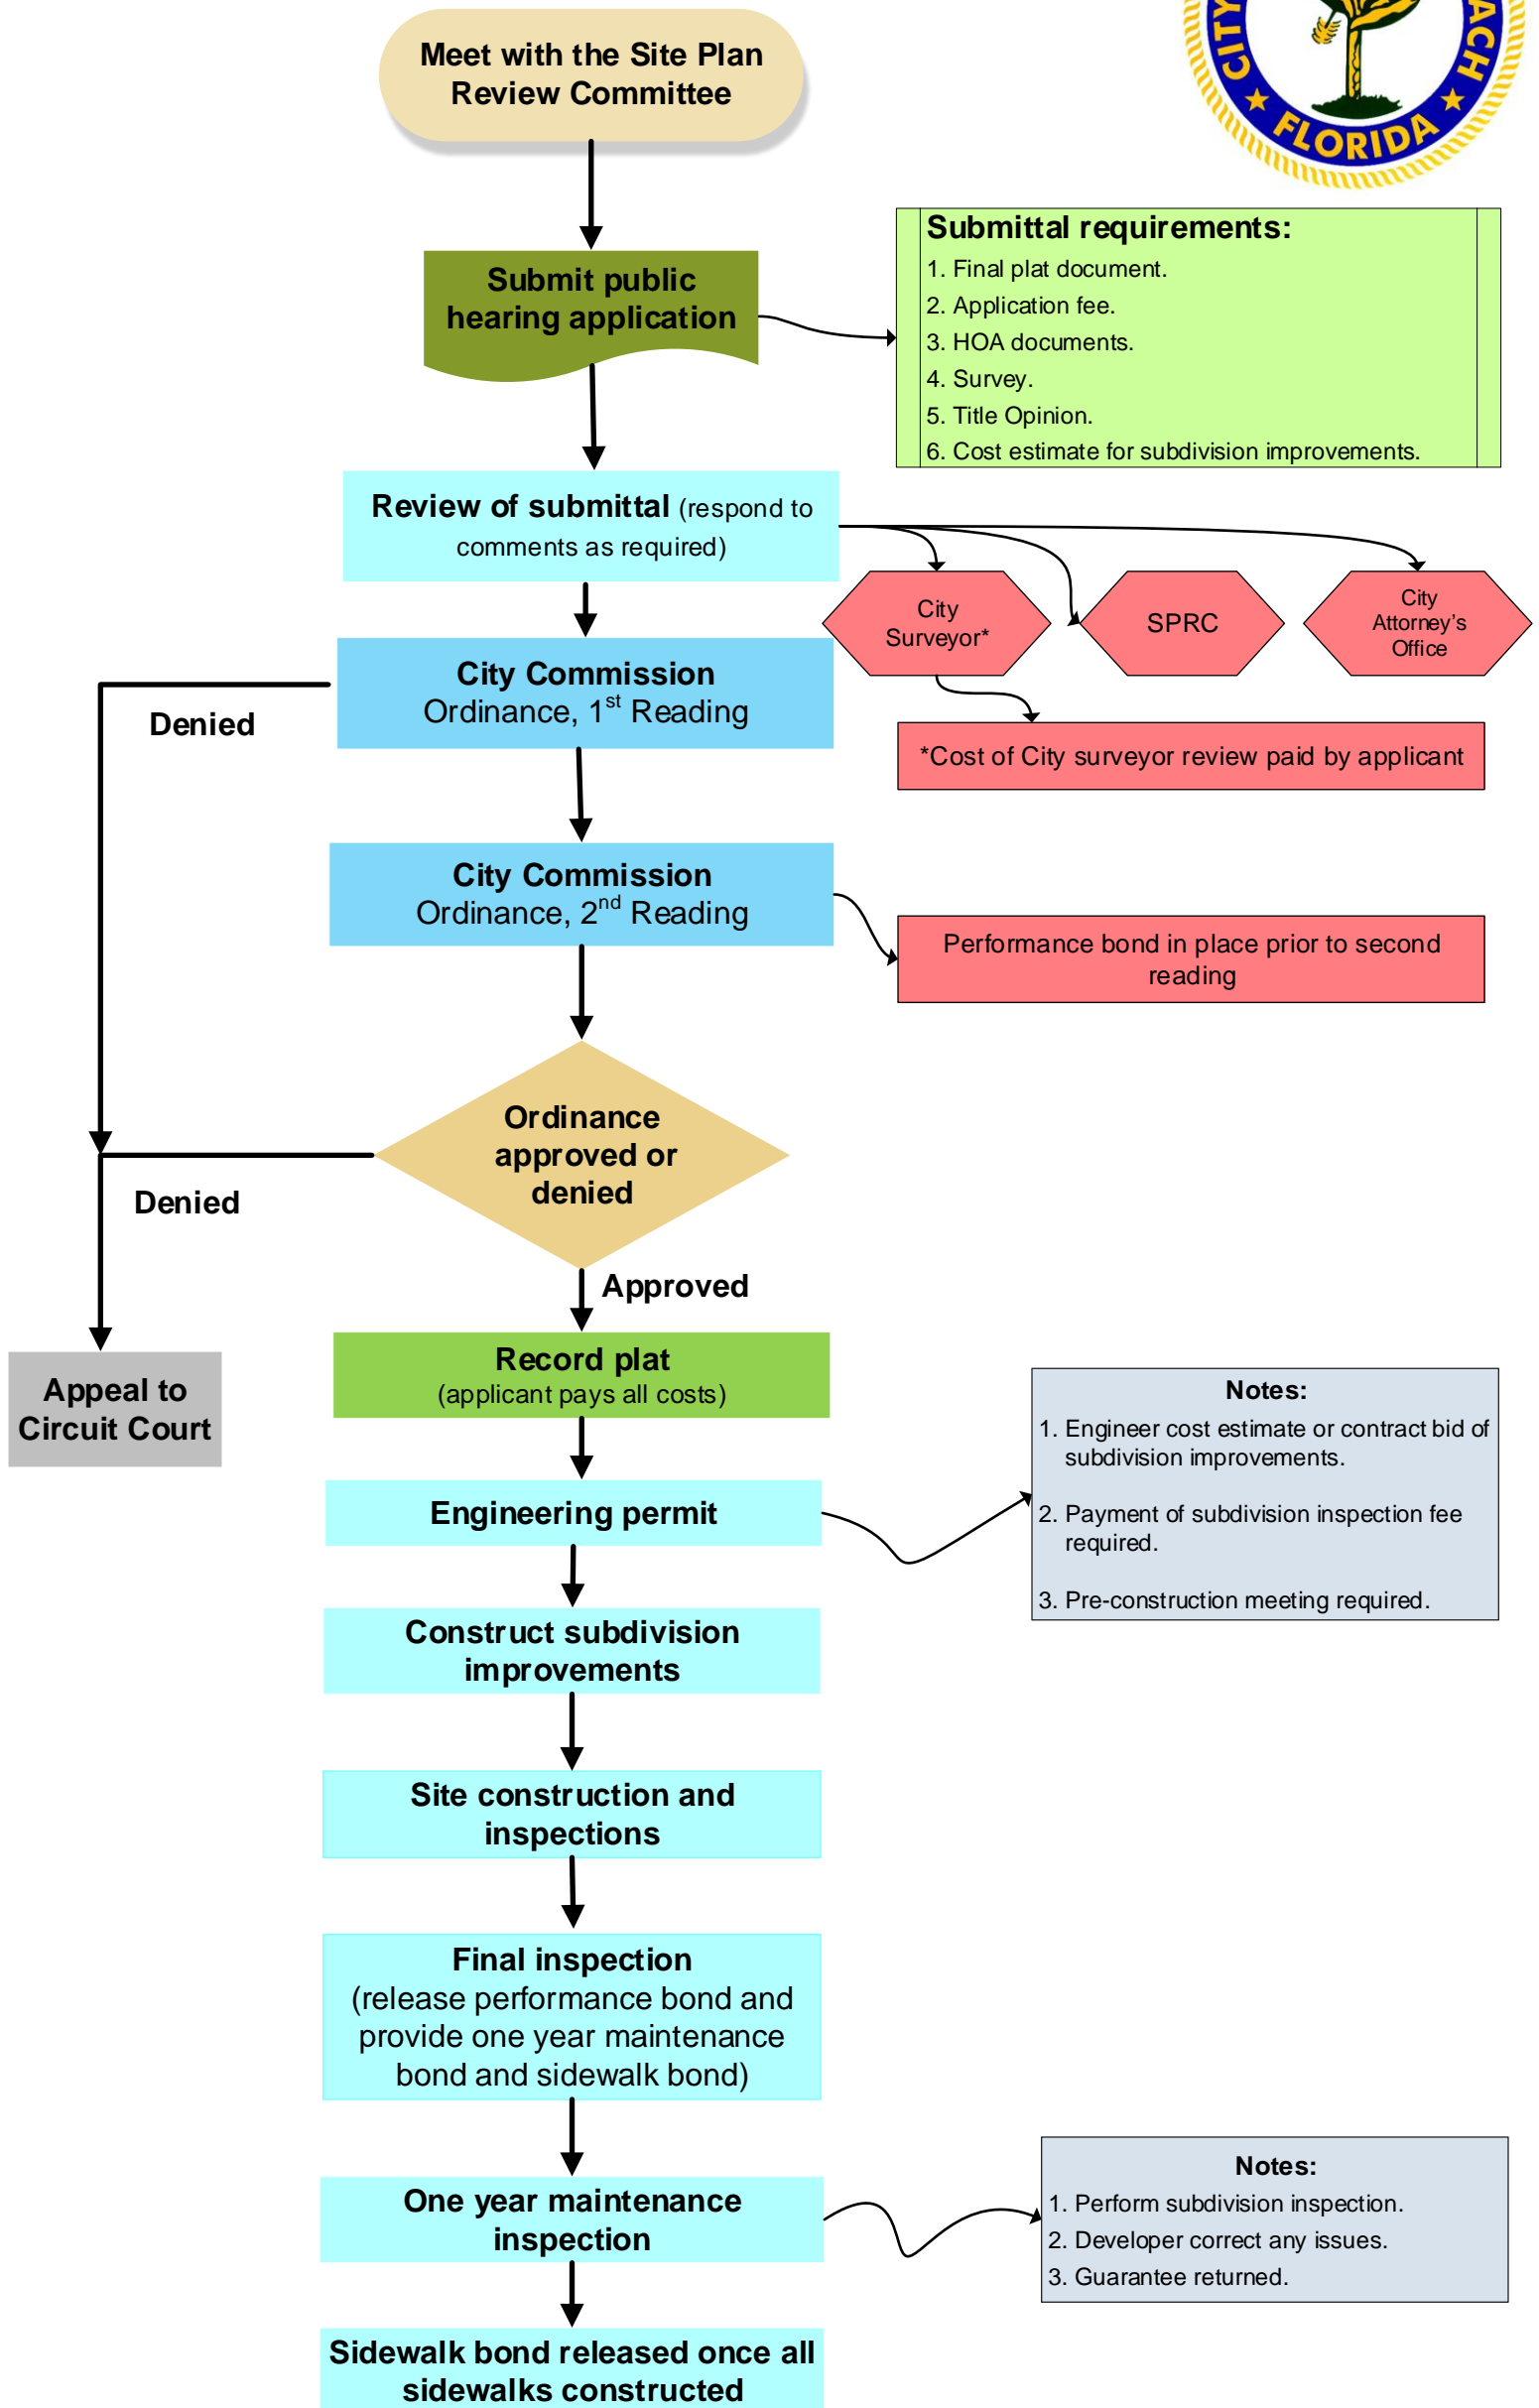 CITY
ACH
FLORIDA
Meet with the Site Plan
Review Committee
Submit public
hearing application
Submittal requirements:
1. Final plat document.
2. Application fee.
3. HOA documents.
4. Survey.
5. Title Opinion.
6. Cost estimate for subdivision improvements.
Review of submittal (respond to
comments as required)
City
Surveyor*
SPRC
City
Attorney’s
Office
*Cost of City surveyor review paid by applicant
City Commission
Ordinance, 1st Reading
Denied
City Commission
Ordinance, 2nd Reading
Performance bond in place prior to second
reading
Ordinance
approved or
denied
Denied
Approved
Appeal to
Circuit Court
Record plat
(applicant pays all costs)
Engineering permit
Notes:
1. Engineer cost estimate or contract bid of
subdivision improvements.
2. Payment of subdivision inspection fee
required.
3. Pre-construction meeting required.
Construct subdivision
improvements
Site construction and
inspections
Final inspection
(release performance bond and
provide one year maintenance
bond and sidewalk bond)
One year maintenance
inspection
Notes:
1. Perform subdivision inspection.
2. Developer correct any issues.
3. Guarantee returned.
Sidewalk bond released once all
sidewalks constructed